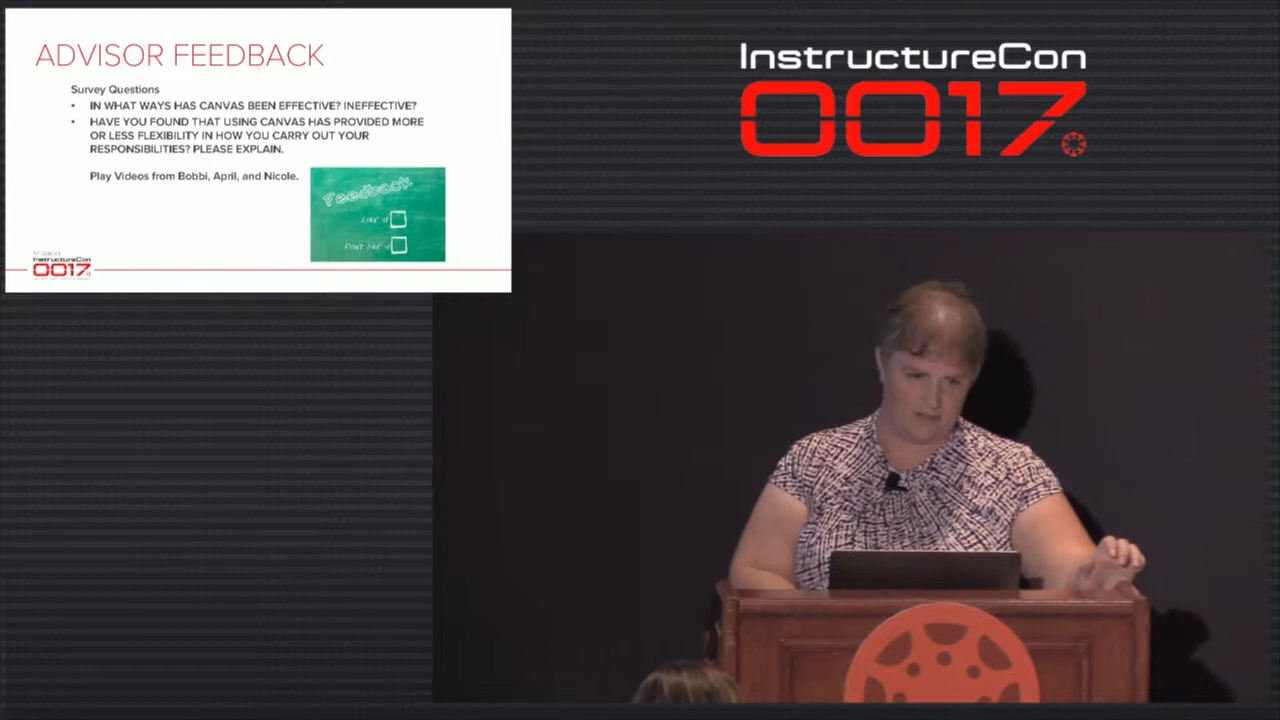 ADVISOR FEEDBACK
Survey Questions
• IN WHAT WAYS HAS CANVAS BEEN EFFECTIVE? INEFFECTIVE?
• HAVE YOU FOUND THAT USING CANVAS HAS PROVIDED MORE
OR LESS FLEXIBILITY IN HOW YOU CARRY OUT YOUR
RESPONSIBILITIES? PLEASE EXPLAIN.
Play Videos from Bobbi, April, and Nicole.
Feedback
InstructureCon
0017
InstructureCon
0017